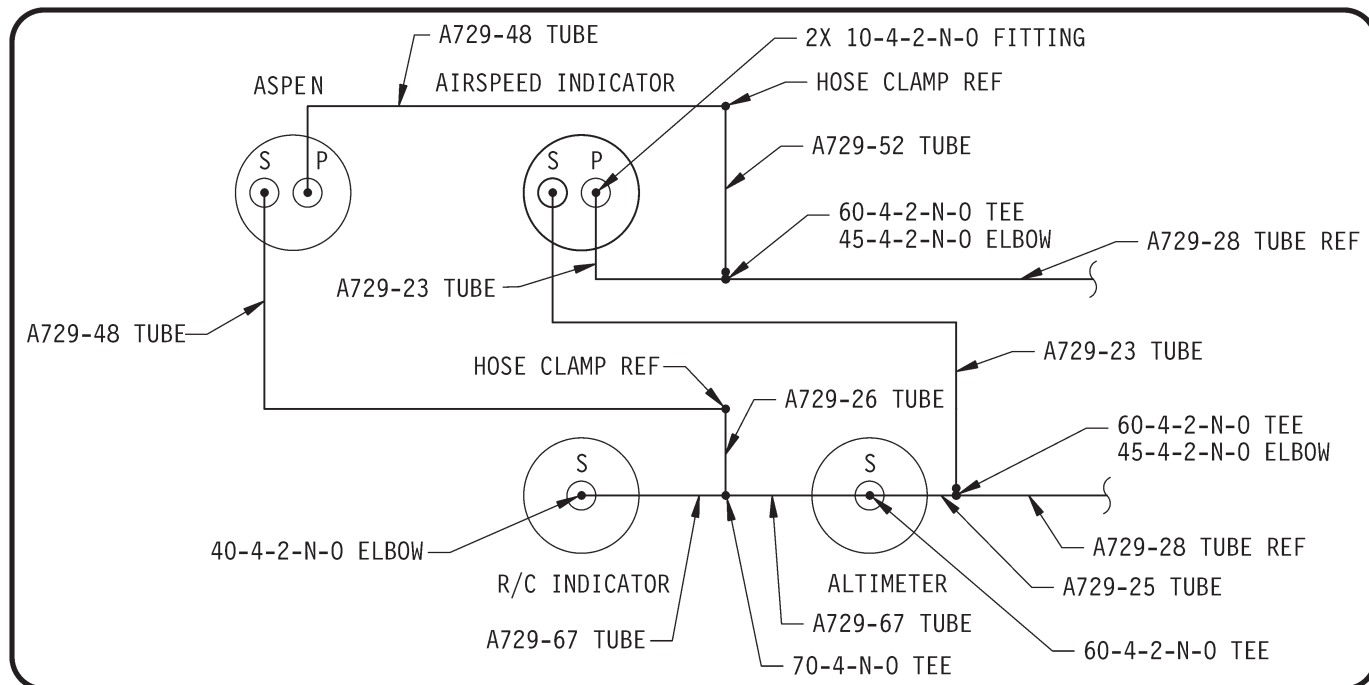 A729-48 TUBE
2X 10-4-2-N-O FITTING
ASPEN
AIRSPEED INDICATOR
HOSE CLAMP REF
S P
S P
A729-52 TUBE
60-4-2-N-O TEE
45-4-2-N-O ELBOW
A729-28 TUBE REF
A729-23 TUBE
A729-48 TUBE
A729-23 TUBE
HOSE CLAMP REF
A729-26 TUBE
60-4-2-N-O TEE
45-4-2-N-O ELBOW
S
S
40-4-2-N-O ELBOW
A729-28 TUBE REF
R/C INDICATOR
ALTIMETER
A729-25 TUBE
A729-67 TUBE
A729-67 TUBE
60-4-2-N-O TEE
70-4-N-O TEE